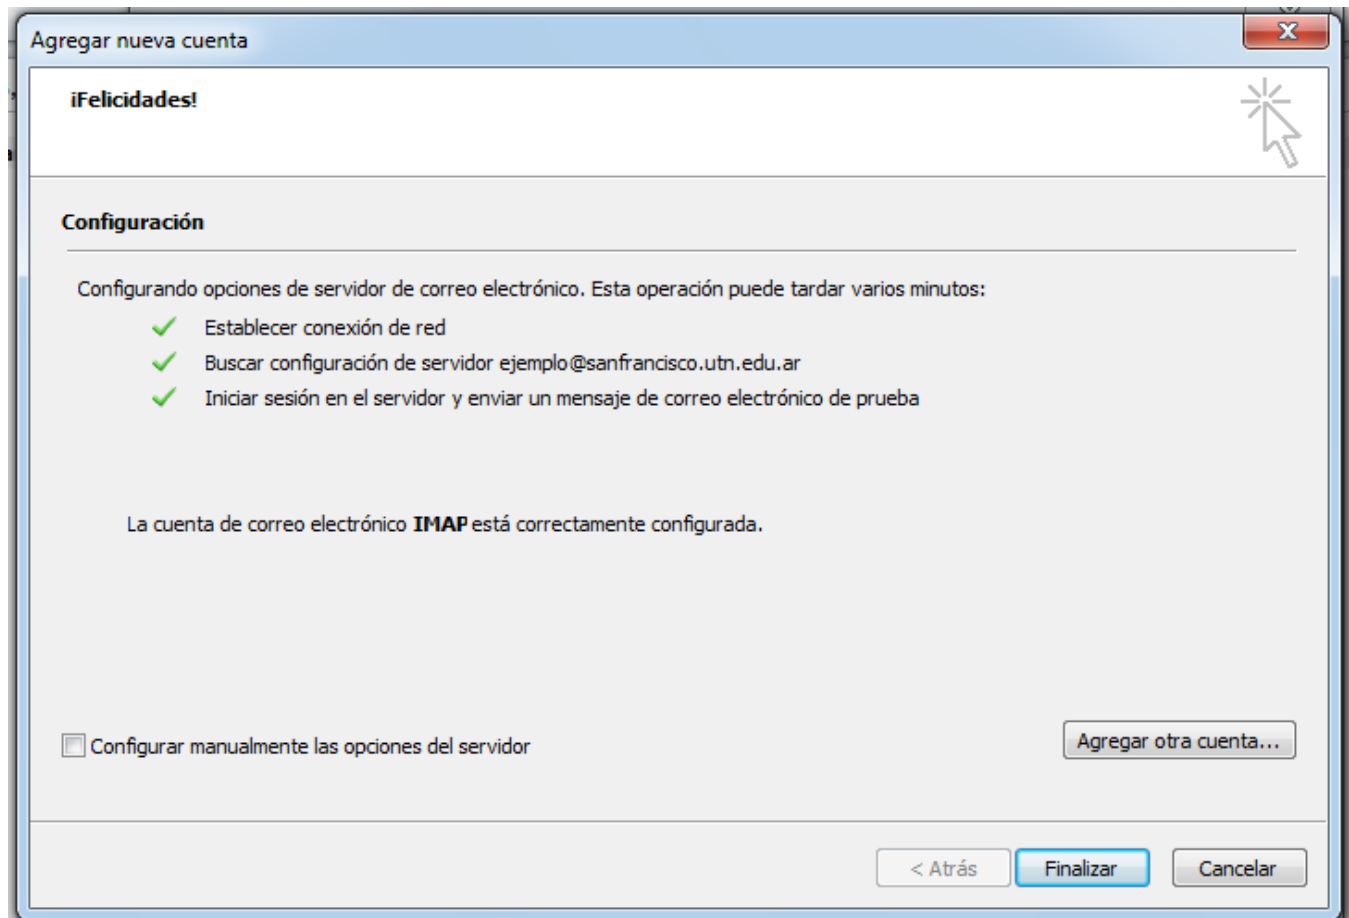 Agregar nueva cuenta
¡Felicidades!
Configuración
Configurando opciones de servidor de correo electrónico. Esta operación puede tardar varios minutos:
Establecer conexión de red
Buscar configuración de servidor ejemplo@sanfrancisco.utn.edu.ar
Iniciar sesión en el servidor y enviar un mensaje de correo electrónico de prueba
La cuenta de correo electrónico IMAP está correctamente configurada.
Configurar manualmente las opciones del servidor
Agregar otra cuenta...
< Atrás
Finalizar
Cancelar